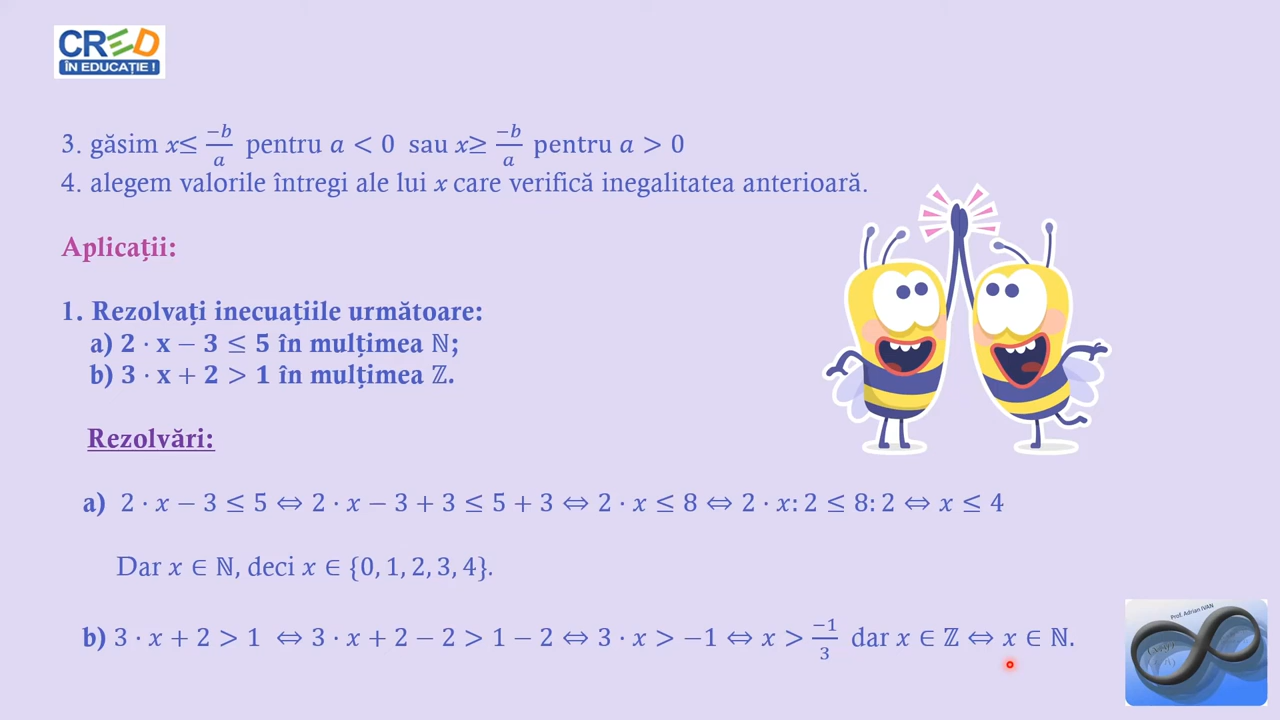 CRED
ÎN EDUCAȚIE !
3. găsim x≤ −b/a pentru a < 0 sau x≥ −b/a pentru a > 0
4. alegem valorile întregi ale lui x care verifică inegalitatea anterioară.
Aplicații:
1. Rezolvați inecuațiile următoare:
a) 2 · x − 3 ≤ 5 în mulțimea ℕ;
b) 3 · x + 2 > 1 în mulțimea ℤ.
Rezolvări:
a) 2 · x − 3 ≤ 5 ⇔ 2 · x − 3 + 3 ≤ 5 + 3 ⇔ 2 · x ≤ 8 ⇔ 2 · x: 2 ≤ 8: 2 ⇔ x ≤ 4
Dar x ∈ ℕ, deci x ∈ {0, 1, 2, 3, 4}.
b) 3 · x + 2 > 1 ⇔ 3 · x + 2 − 2 > 1 − 2 ⇔ 3 · x > −1 ⇔ x > −1/3 dar x ∈ ℤ ⇔ x ∈ ℕ.
Prof. Adrian IVAN